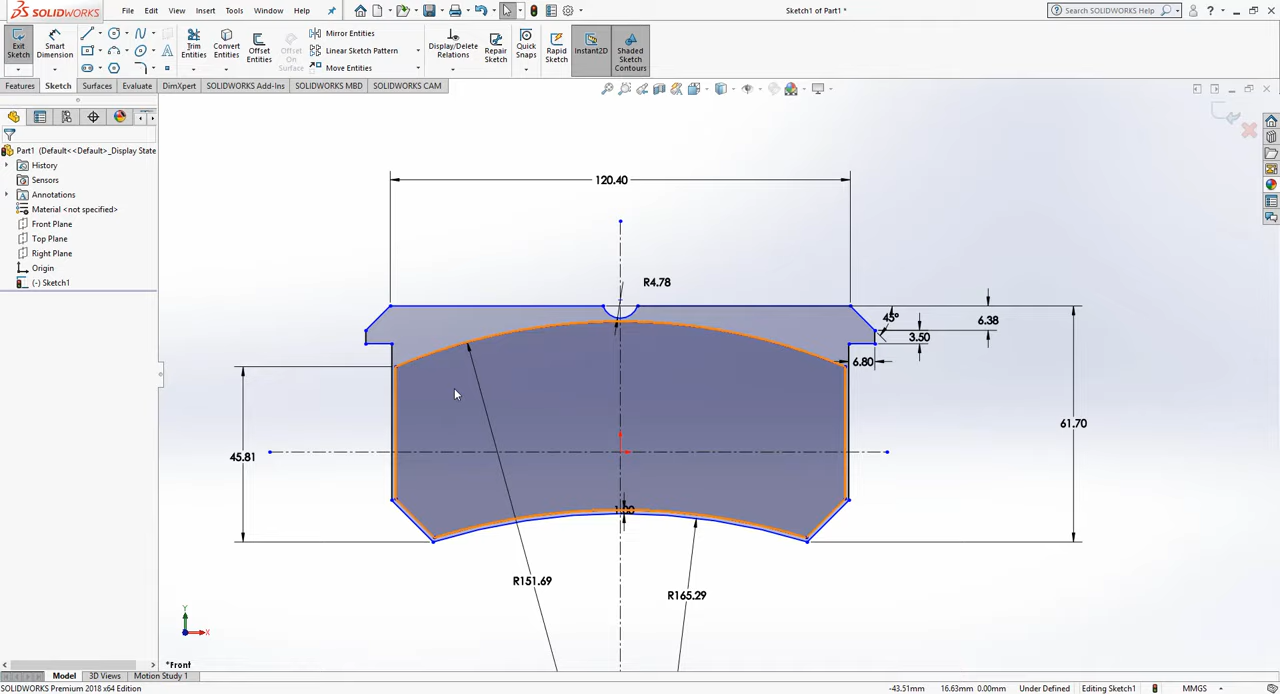 SOLIDWORKS File Edit View Insert Tools Window Help Sketch1 of Part1 * Search SOLIDWORKS Help ?
Exit Sketch
Smart Dimension
Trim Entities
Convert Entities
Offset Entities
Offset On Surface
Mirror Entities
Linear Sketch Pattern
Move Entities
Display/Delete Relations
Repair Sketch
Quick Snaps
Rapid Sketch
Instant2D
Shaded Sketch Contours
Features Sketch Surfaces Evaluate DimXpert SOLIDWORKS Add-Ins SOLIDWORKS MBD SOLIDWORKS CAM
Part1 (Default<<Default>_Display State
History
Sensors
Annotations
Material <not specified>
Front Plane
Top Plane
Right Plane
Origin
(-) Sketch1
120.40
R4.78
45°
6.38
3.50
6.80
61.70
45.81
R151.69
R165.29
Y
X
*Front
Model 3D Views Motion Study 1
SOLIDWORKS Premium 2018 x64 Edition -43.51mm 16.63mm 0.00mm Under Defined Editing Sketch1 MMGS